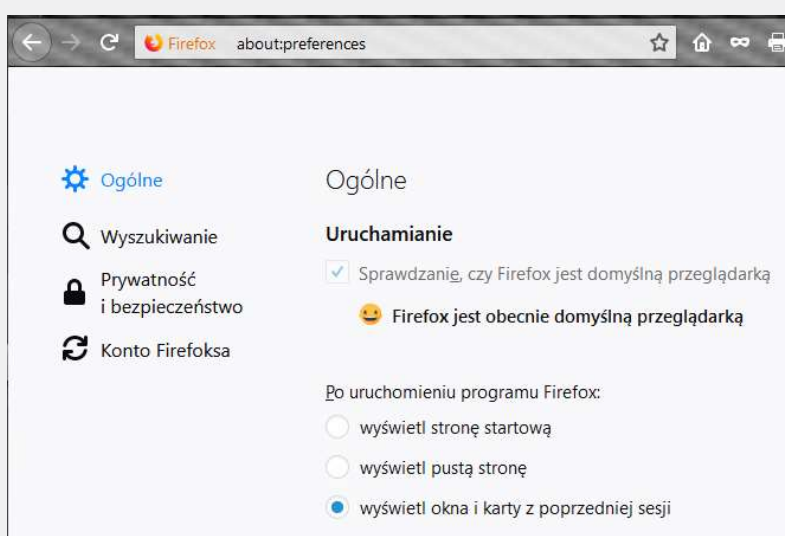 Firefox about:preferences
Ogólne
Wyszukiwanie
Prywatność
i bezpieczeństwo
Konto Firefoksa
Ogólne
Uruchamianie
Sprawdzanie, czy Firefox jest domyślną przeglądarką
Firefox jest obecnie domyślną przeglądarką
Po uruchomieniu programu Firefox:
wyświetl stronę startową
wyświetl pustą stronę
wyświetl okna i karty z poprzedniej sesji